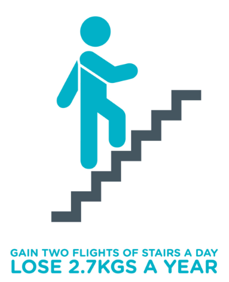 GAIN TWO FLIGHTS OF STAIRS A DAY
LOSE 2.7KGS A YEAR